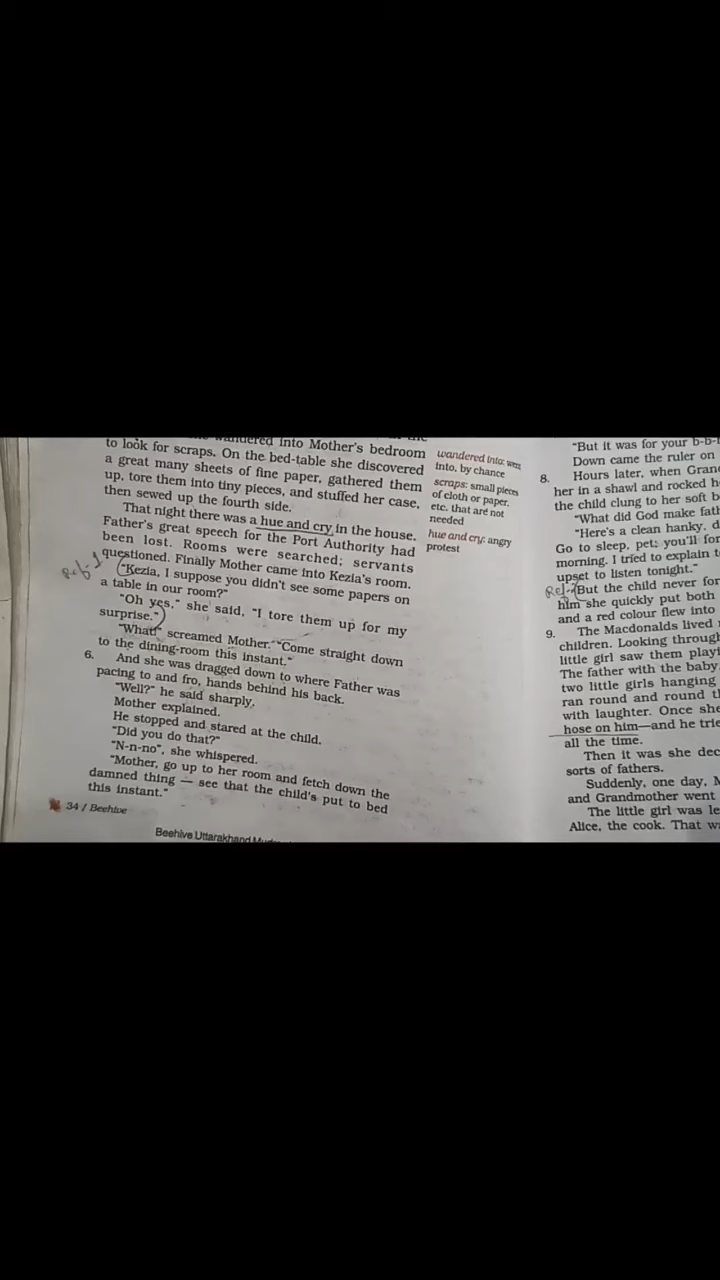 wandered into Mother's bedroom
to look for scraps. On the bed-table she discovered
a great many sheets of fine paper, gathered them
up, tore them into tiny pieces, and stuffed her case,
then sewed up the fourth side.
That night there was a hue and cry in the house.
Father's great speech for the Port Authority had
been lost. Rooms were searched; servants
questioned. Finally Mother came into Kezia's room.
"Kezia, I suppose you didn't see some papers on
a table in our room?"
"Oh yes," she said, "I tore them up for my
surprise."
"What!" screamed Mother. "Come straight down
to the dining-room this instant."
6. And she was dragged down to where Father was
pacing to and fro, hands behind his back.
"Well?" he said sharply.
Mother explained.
He stopped and stared at the child.
"Did you do that?"
"N-n-no", she whispered.
"Mother, go up to her room and fetch down the
damned thing — see that the child's put to bed
this instant."
34 / Beehive
Beehive Uttarakhand
wandered into: went
into, by chance
scraps: small pieces
of cloth or paper,
etc. that are not
needed
hue and cry: angry
protest
Ref-1
"But it was for your b-b-
Down came the ruler on
8. Hours later, when Gran
her in a shawl and rocked h
the child clung to her soft b
"What did God make fath
"Here's a clean hanky, d
Go to sleep, pet; you'll for
morning. I tried to explain t
upset to listen tonight."
Ref-2 But the child never for
him she quickly put both
and a red colour flew into
9. The Macdonalds lived
children. Looking through
little girl saw them playi
The father with the baby
two little girls hanging
ran round and round t
with laughter. Once she
hose on him—and he trie
all the time.
Then it was she dec
sorts of fathers.
Suddenly, one day, M
and Grandmother went
The little girl was le
Alice, the cook. That w